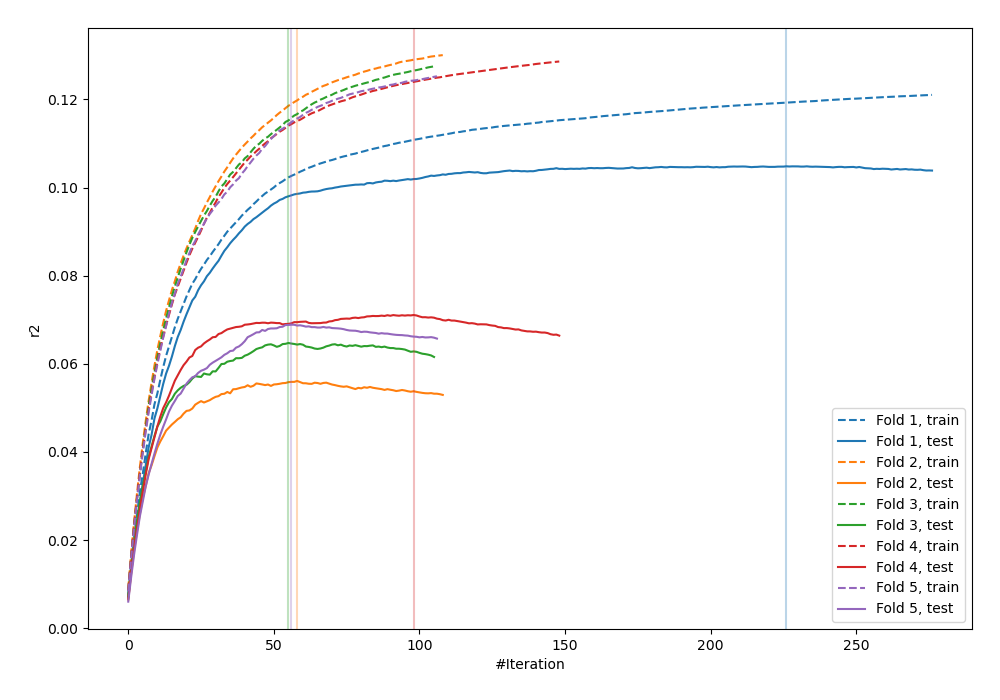 0.12
0.10
0.08
0.06
0.04
0.02
0.00
r2
0
50
100
150
200
250
#Iteration
Fold 1, train
Fold 1, test
Fold 2, train
Fold 2, test
Fold 3, train
Fold 3, test
Fold 4, train
Fold 4, test
Fold 5, train
Fold 5, test